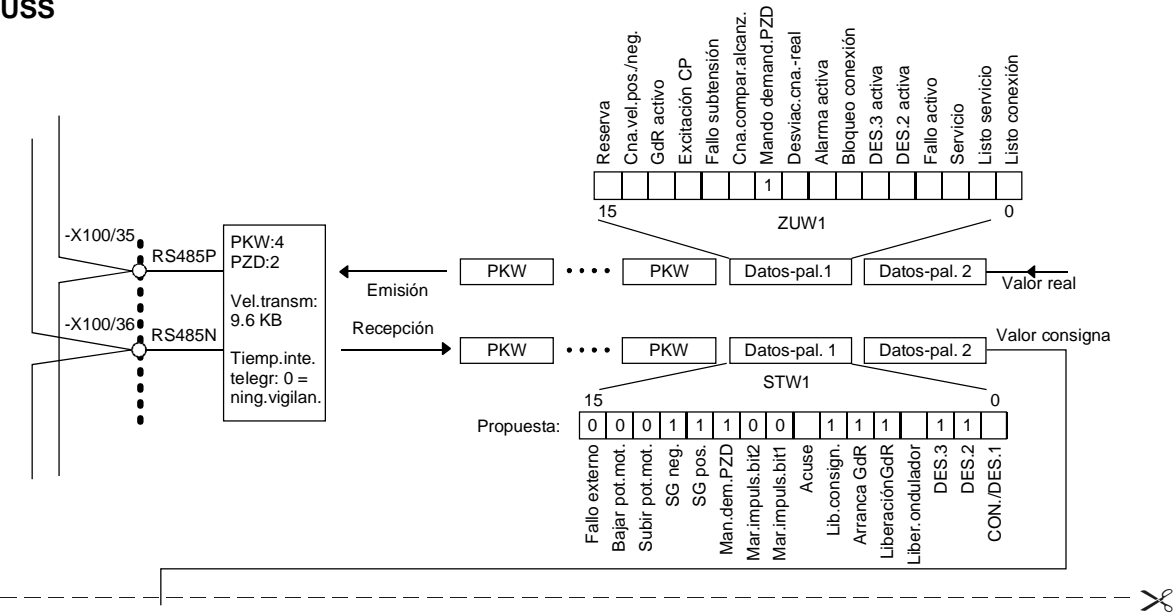 USS
Reserva
Cna.vel.pos./neg.
GdR activo
Excitación CP
Fallo subtensión
Cna.compar.alcanz.
Mando demand.PZD
Desviac.cna.-real
Alarma activa
Bloqueo conexión
DES.3 activa
DES.2 activa
Fallo activo
Servicio
Listo servicio
Listo conexión
1
15
ZUW1
0
-X100/35
RS485P
-X100/36
RS485N
PKW:4
PZD:2
Vel.transm:
9.6 KB
Tiemp.inte.
telegr: 0 =
ning.vigilan.
Emisión
PKW
PKW
Datos-pal.1
Datos-pal. 2
Valor real
Recepción
PKW
PKW
Datos-pal. 1
Datos-pal. 2
Valor consigna
STW1
15
0
Propuesta:
0 0 0 1 1 1 0 0 1 1 1 1 1
Fallo externo
Bajar pot.mot.
Subir pot.mot.
SG neg.
SG pos.
Man.dem.PZD
Mar.impuls.bit2
Mar.impuls.bit1
Acuse
Lib.consign.
Arranca GdR
LiberaciónGdR
Liber.ondulador
DES.3
DES.2
CON./DES.1